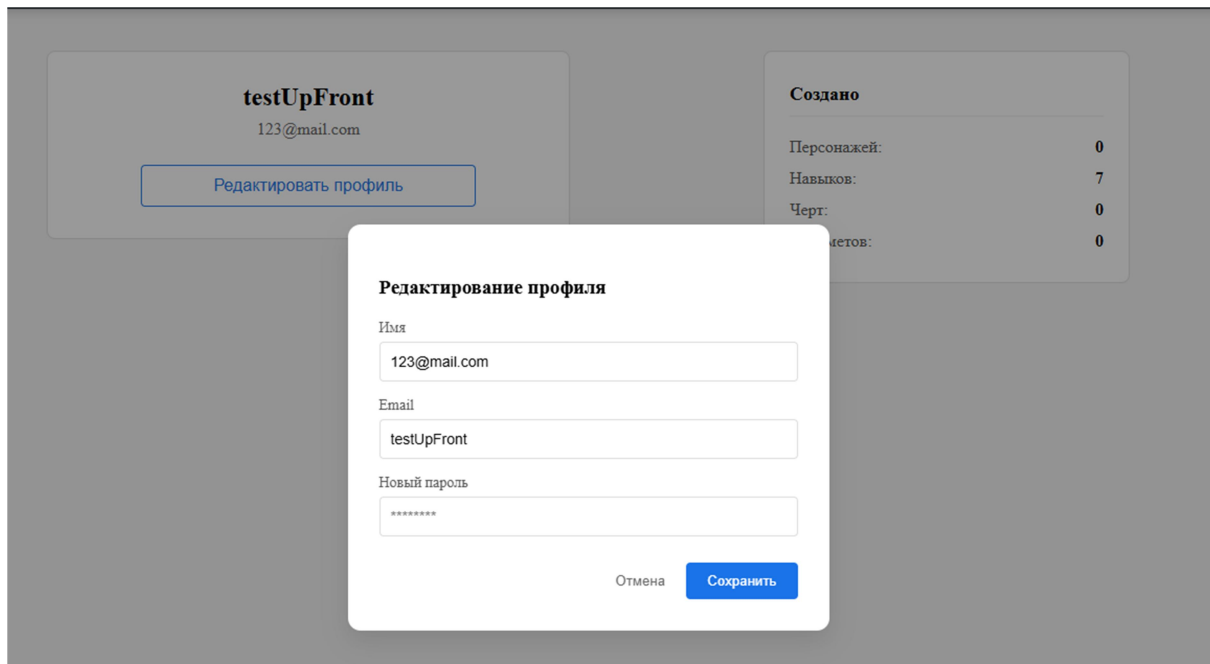 testUpFront
123@mail.com
Редактировать профиль
Создано
Персонажей: 0
Навыков: 7
Черт: 0
метов: 0
Редактирование профиля
Имя
123@mail.com
Email
testUpFront
Новый пароль
********
Отмена Сохранить